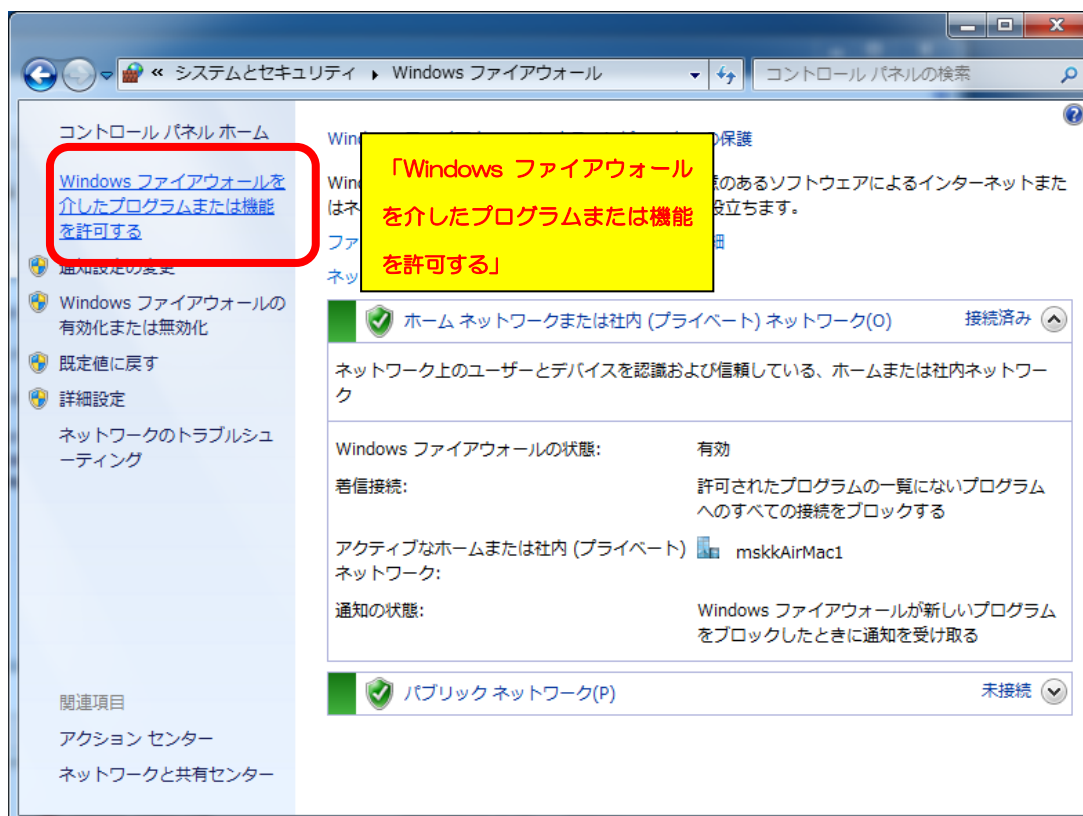 « システムとセキュリティ ▸ Windows ファイアウォール
コントロール パネルの検索
コントロール パネル ホーム
Windows ファイアウォールを
介したプログラムまたは機能
を許可する
通知設定の変更
Windows ファイアウォールの
有効化または無効化
既定値に戻す
詳細設定
ネットワークのトラブルシュ
ーティング
関連項目
アクション センター
ネットワークと共有センター
の保護
のあるソフトウェアによるインターネットまた
はネ
役立ちます。
ファ
ネッ
「Windows ファイアウォール
を介したプログラムまたは機能
を許可する」
ホーム ネットワークまたは社内 (プライベート) ネットワーク(O) 接続済み
ネットワーク上のユーザーとデバイスを認識および信頼している、ホームまたは社内ネットワー
ク
Windows ファイアウォールの状態: 有効
着信接続: 許可されたプログラムの一覧にないプログラム
へのすべての接続をブロックする
アクティブなホームまたは社内 (プライベート) mskkAirMac1
ネットワーク:
通知の状態: Windows ファイアウォールが新しいプログラム
をブロックしたときに通知を受け取る
パブリック ネットワーク(P) 未接続